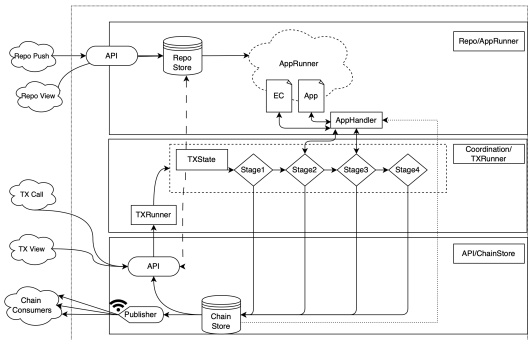 Repo/AppRunner
Repo Push
API
Repo
Store
AppRunner
Repo View
EC
App
AppHandler
Coordination/
TXRunner
TXState
Stage1
Stage2
Stage3
Stage4
TX Call
TXRunner
TX View
API
API/ChainStore
Chain
Consumers
Publisher
Chain
Store